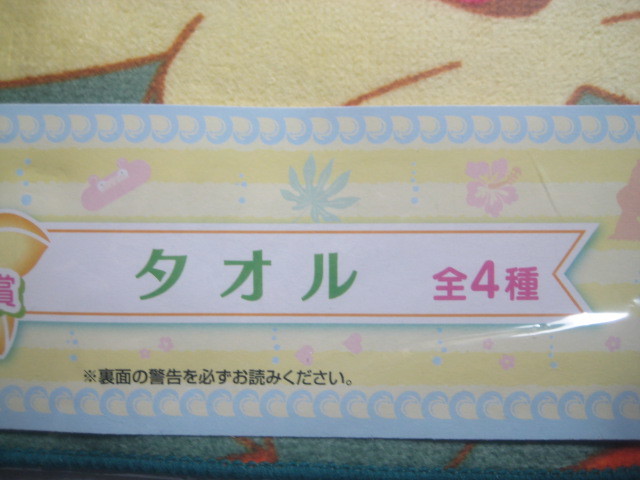 賞
タオル 全4種
※裏面の警告を必ずお読みください。